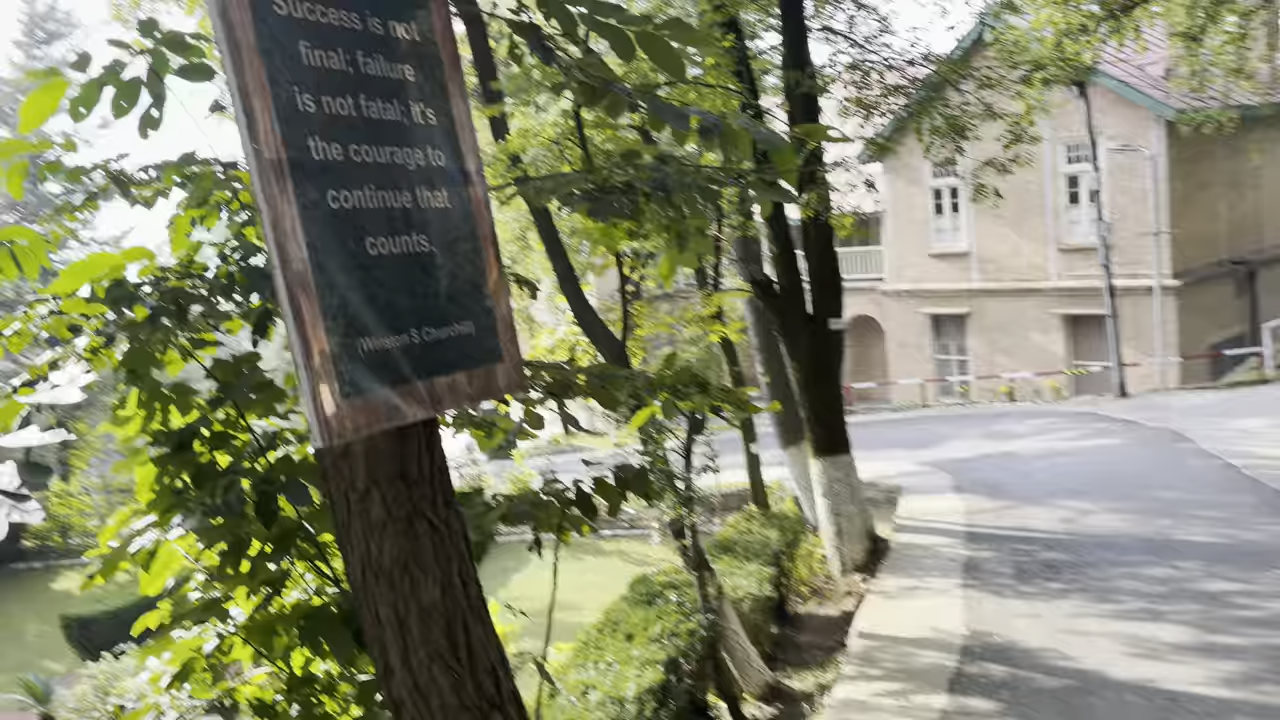 Success is not
final; failure
is not fatal; it's
the courage to
continue that
counts.
(Winston S Churchill)